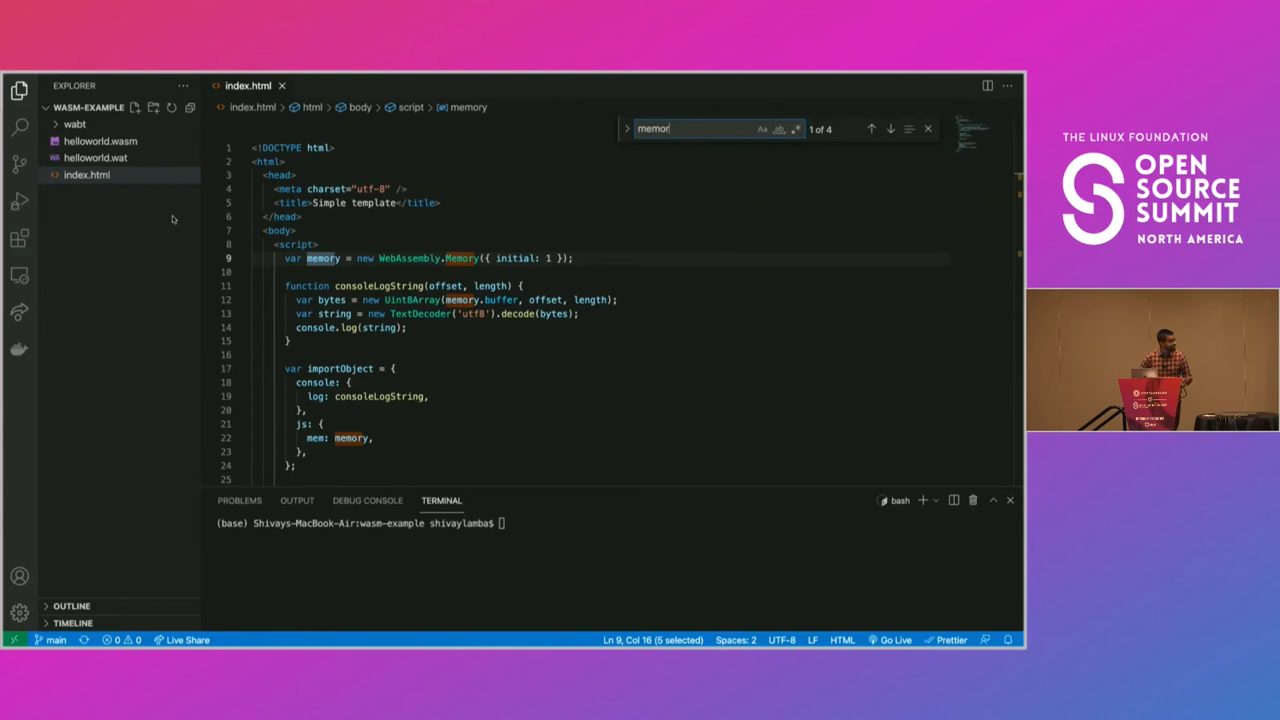 EXPLORER
WASM-EXAMPLE
wabt
helloworld.wasm
WA helloworld.wat
index.html
index.html
index.html > html > body > script > memory
memor
Aa ab 1 of 4
1 <!DOCTYPE html>
2 <html>
3 <head>
4 <meta charset="utf-8" />
5 <title>Simple template</title>
6 </head>
7 <body>
8 <script>
9 var memory = new WebAssembly.Memory({ initial: 1 });
10
11 function consoleLogString(offset, length) {
12 var bytes = new Uint8Array(memory.buffer, offset, length);
13 var string = new TextDecoder('utf8').decode(bytes);
14 console.log(string);
15 }
16
17 var importObject = {
18 console: {
19 log: consoleLogString,
20 },
21 js: {
22 mem: memory,
23 },
24 };
25
PROBLEMS OUTPUT DEBUG CONSOLE TERMINAL
bash
(base) Shivays-MacBook-Air:wasm-example shivaylamba$
OUTLINE
TIMELINE
main 0 0 Live Share
Ln 9, Col 16 (5 selected) Spaces: 2 UTF-8 LF HTML Go Live Prettier
THE LINUX FOUNDATION
OPEN
SOURCE
SUMMIT
NORTH AMERICA